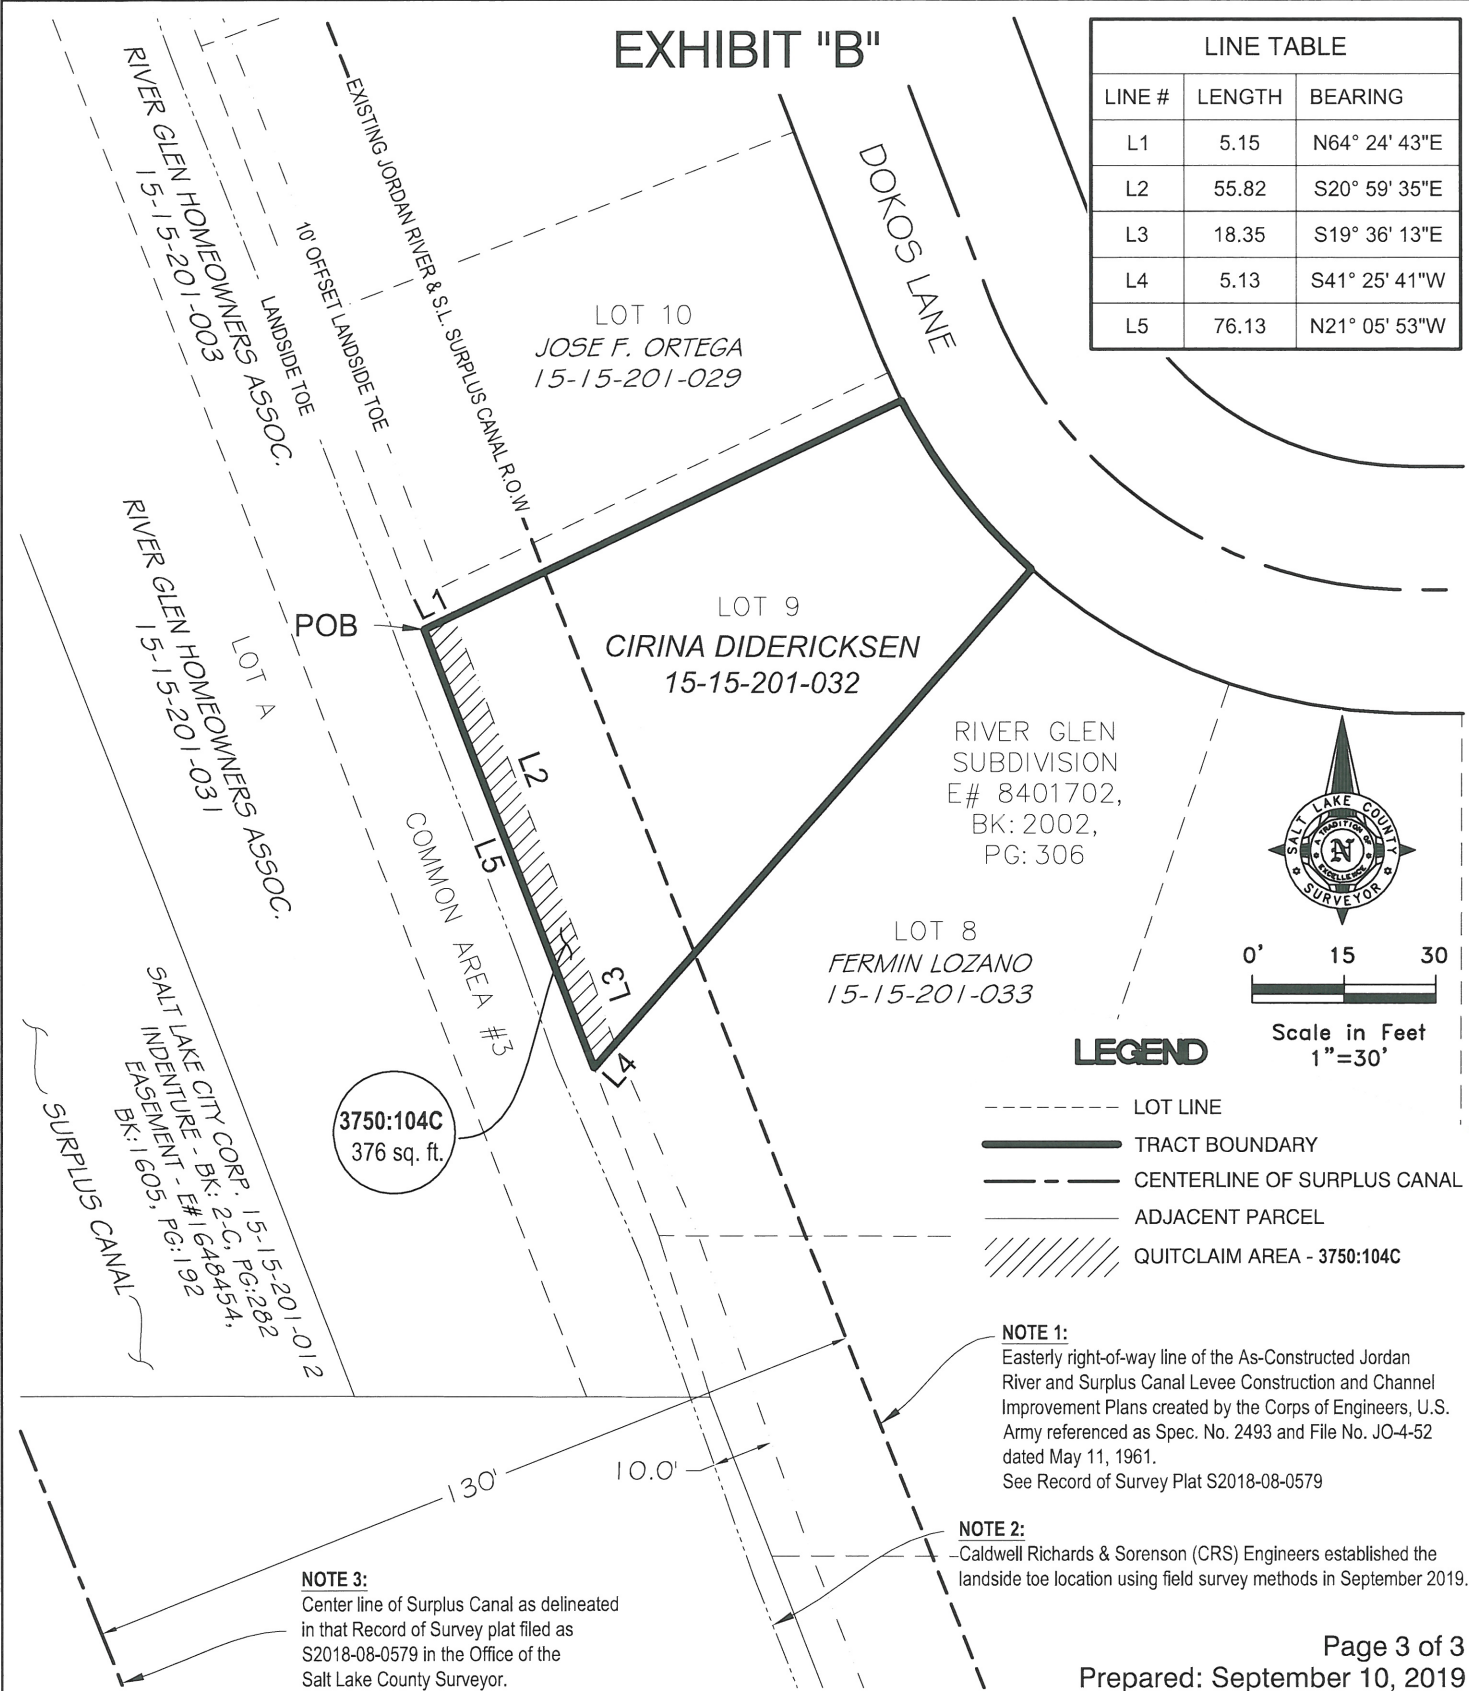 EXHIBIT "B"
LINE TABLE
LINE # LENGTH BEARING
L1 5.15 N64° 24' 43"E
L2 55.82 S20° 59' 35"E
L3 18.35 S19° 36' 13"E
L4 5.13 S41° 25' 41"W
L5 76.13 N21° 05' 53"W
RIVER GLEN HOMEOWNERS ASSOC.
15-15-201-003
LANDSIDE TOE
10' OFFSET LANDSIDE TOE
EXISTING JORDAN RIVER & S.L. SURPLUS CANAL R.O.W
DOKOS LANE
LOT 10
JOSE F. ORTEGA
15-15-201-029
RIVER GLEN HOMEOWNERS ASSOC.
15-15-201-031
LOT A
POB
L1
LOT 9
CIRINA DIDERICKSEN
15-15-201-032
L2
L5
L3
L4
COMMON AREA #3
RIVER GLEN
SUBDIVISION
E# 8401702,
BK: 2002,
PG: 306
LOT 8
FERMIN LOZANO
15-15-201-033
SALT LAKE COUNTY
SURVEYOR
A TRADITION OF
EXCELLENCE
N
0' 15 30
Scale in Feet
1"=30'
SALT LAKE CITY CORP. 15-15-201-012
INDENTURE - BK: 2-C, PG:282
EASEMENT - E#1648454,
BK:1605, PG:192
SURPLUS CANAL
3750:104C
376 sq. ft.
LEGEND
LOT LINE
TRACT BOUNDARY
CENTERLINE OF SURPLUS CANAL
ADJACENT PARCEL
QUITCLAIM AREA - 3750:104C
NOTE 1:
Easterly right-of-way line of the As-Constructed Jordan
River and Surplus Canal Levee Construction and Channel
Improvement Plans created by the Corps of Engineers, U.S.
Army referenced as Spec. No. 2493 and File No. JO-4-52
dated May 11, 1961.
See Record of Survey Plat S2018-08-0579
130'
10.0'
NOTE 2:
Caldwell Richards & Sorenson (CRS) Engineers established the
landside toe location using field survey methods in September 2019.
NOTE 3:
Center line of Surplus Canal as delineated
in that Record of Survey plat filed as
S2018-08-0579 in the Office of the
Salt Lake County Surveyor.
Page 3 of 3
Prepared: September 10, 2019